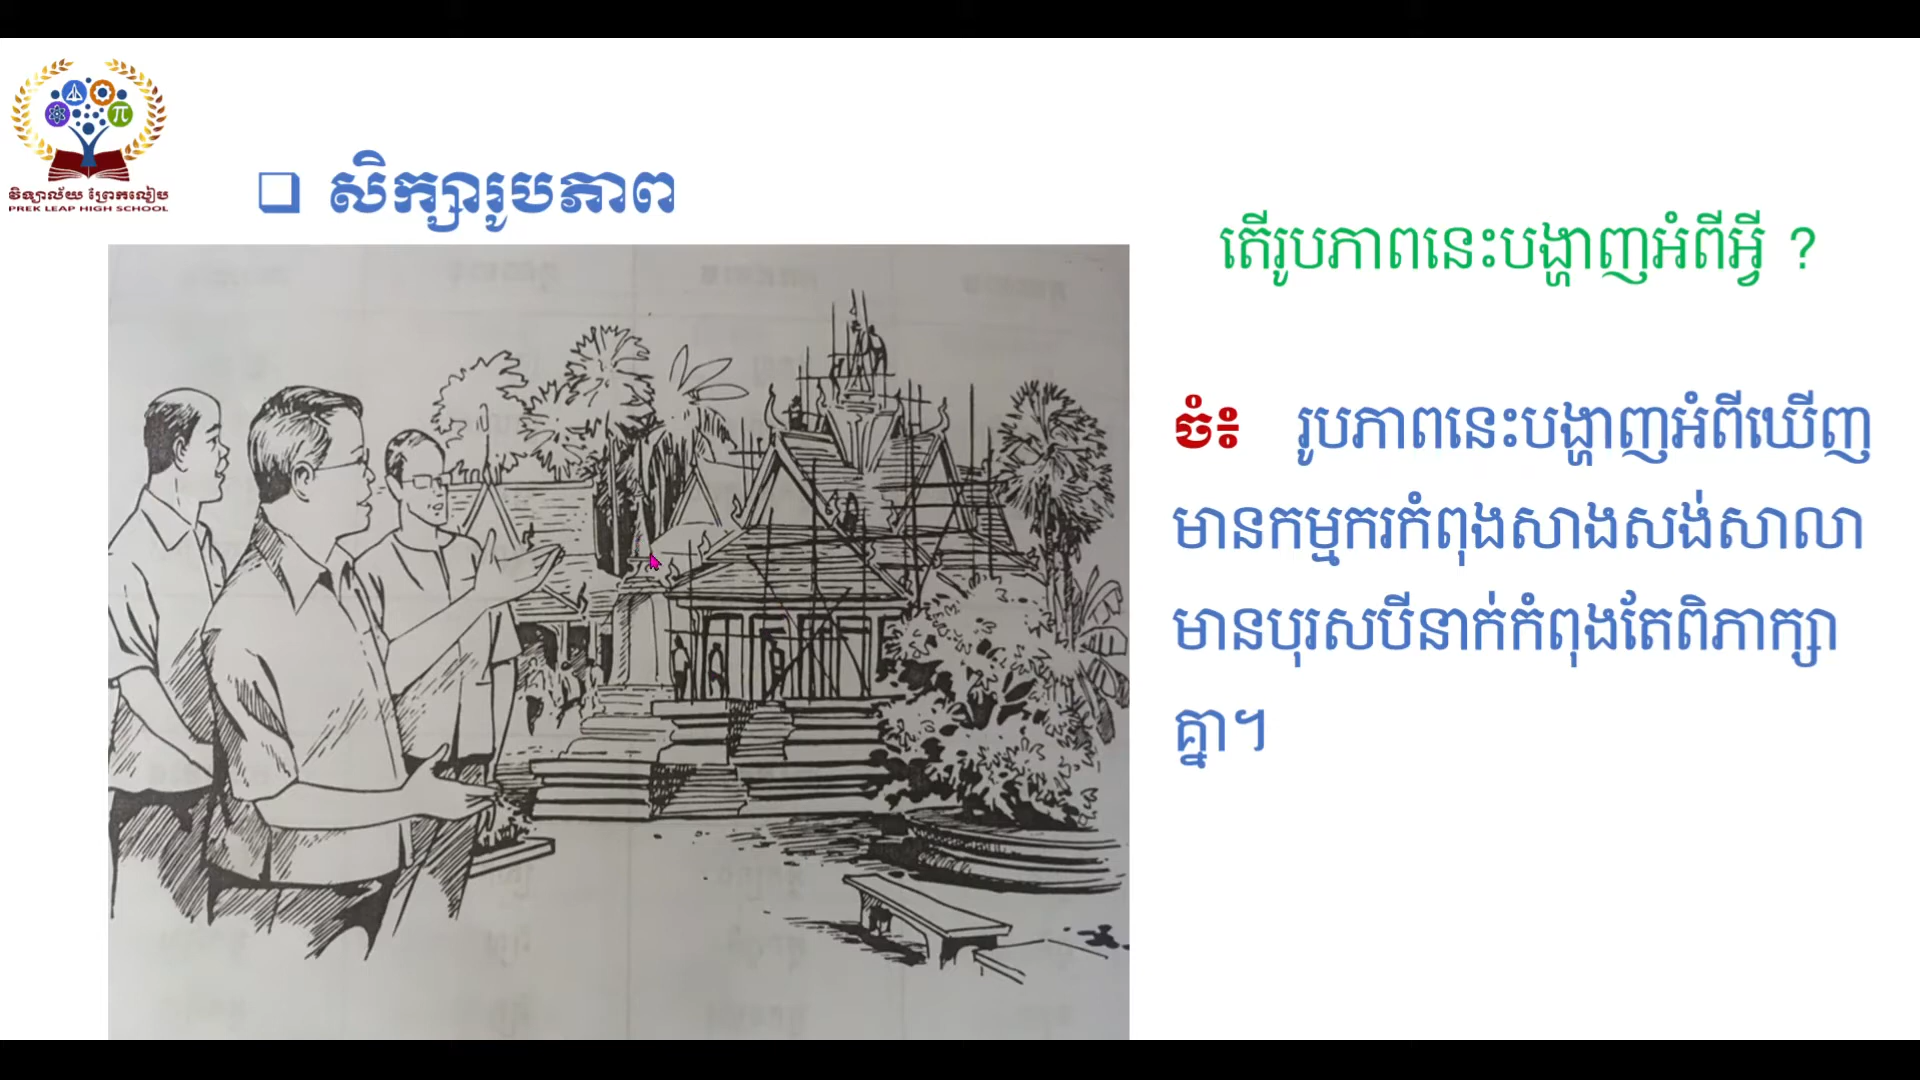 វិទ្យាល័យ ព្រែកលៀប
PREK LEAP HIGH SCHOOL
សិក្សារូបភាព
តើរូបភាពនេះបង្ហាញអំពីអ្វី ?
ចំ៖ រូបភាពនេះបង្ហាញអំពីឃើញ
មានកម្មករកំពុងសាងសង់សាលា
មានបុរសបីនាក់កំពុងតែពិភាក្សា
គ្នា។